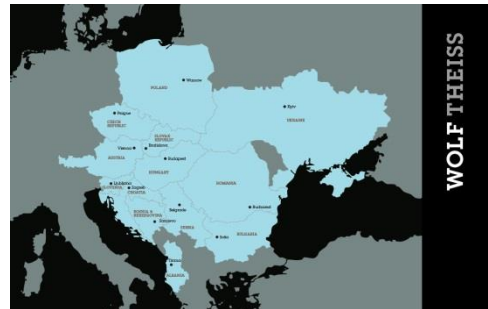 WOLF THEISS
POLAND
Warsaw
Prague
CZECH
REPUBLIC
Kyiv
UKRAINE
SLOVAK
REPUBLIC
Vienna
Bratislava
AUSTRIA
Budapest
HUNGARY
Ljubljana
SLOVENIA
Zagreb
CROATIA
ROMANIA
Bucharest
BOSNIA &
HERZEGOVINA
Belgrade
Sarajevo
SERBIA
Sofia
BULGARIA
Tirana
ALBANIA